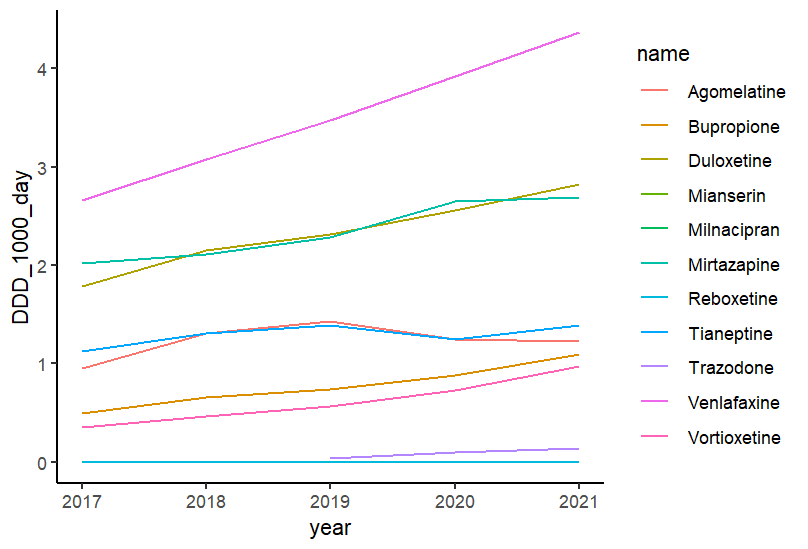 4
3
2
1
0
DDD_1000_day
2017 2018 2019 2020 2021
year
name
Agomelatine
Bupropione
Duloxetine
Mianserin
Milnacipran
Mirtazapine
Reboxetine
Tianeptine
Trazodone
Venlafaxine
Vortioxetine